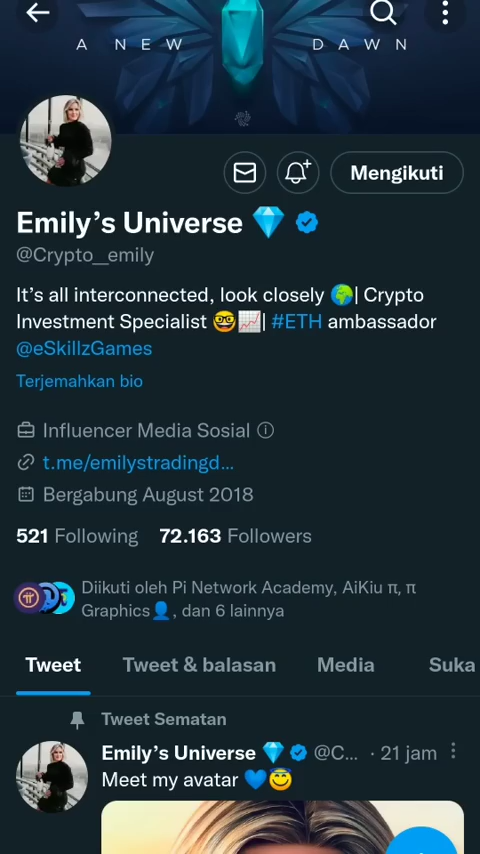 A NEW DAWN
Mengikuti
Emily’s Universe 💎
@Crypto__emily
It’s all interconnected, look closely 🌍| Crypto
Investment Specialist 🤓📈| #ETH ambassador
@eSkillzGames
Terjemahkan bio
Influencer Media Sosial
t.me/emilystradingd...
Bergabung August 2018
521 Following 72.163 Followers
Diikuti oleh Pi Network Academy, AiKiu π, π
Graphics👤, dan 6 lainnya
Tweet Tweet & balasan Media Suka
Tweet Sematan
Emily’s Universe 💎 @C... · 21 jam
Meet my avatar 💙😇